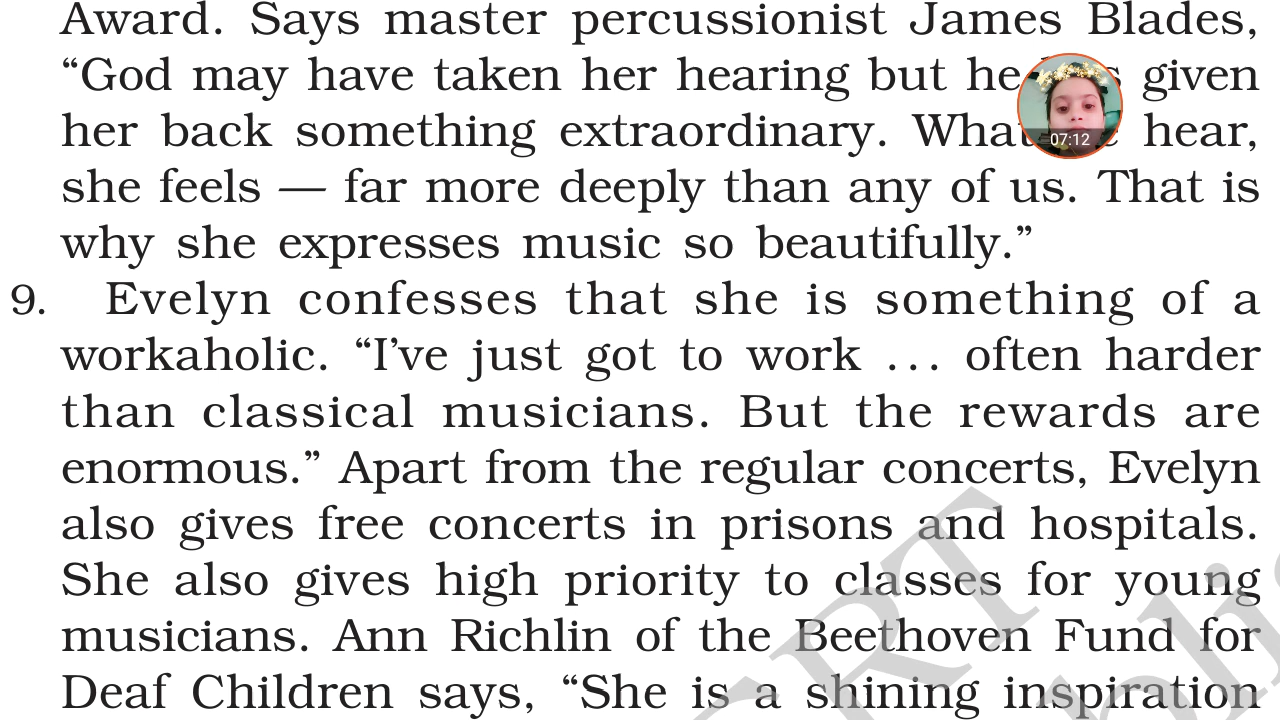 Award. Says master percussionist James Blades,
“God may have taken her hearing but he given
her back something extraordinary. What hear,
she feels — far more deeply than any of us. That is
why she expresses music so beautifully.”
9. Evelyn confesses that she is something of a
workaholic. “I’ve just got to work ... often harder
than classical musicians. But the rewards are
enormous.” Apart from the regular concerts, Evelyn
also gives free concerts in prisons and hospitals.
She also gives high priority to classes for young
musicians. Ann Richlin of the Beethoven Fund for
Deaf Children says, “She is a shining inspiration
07:12